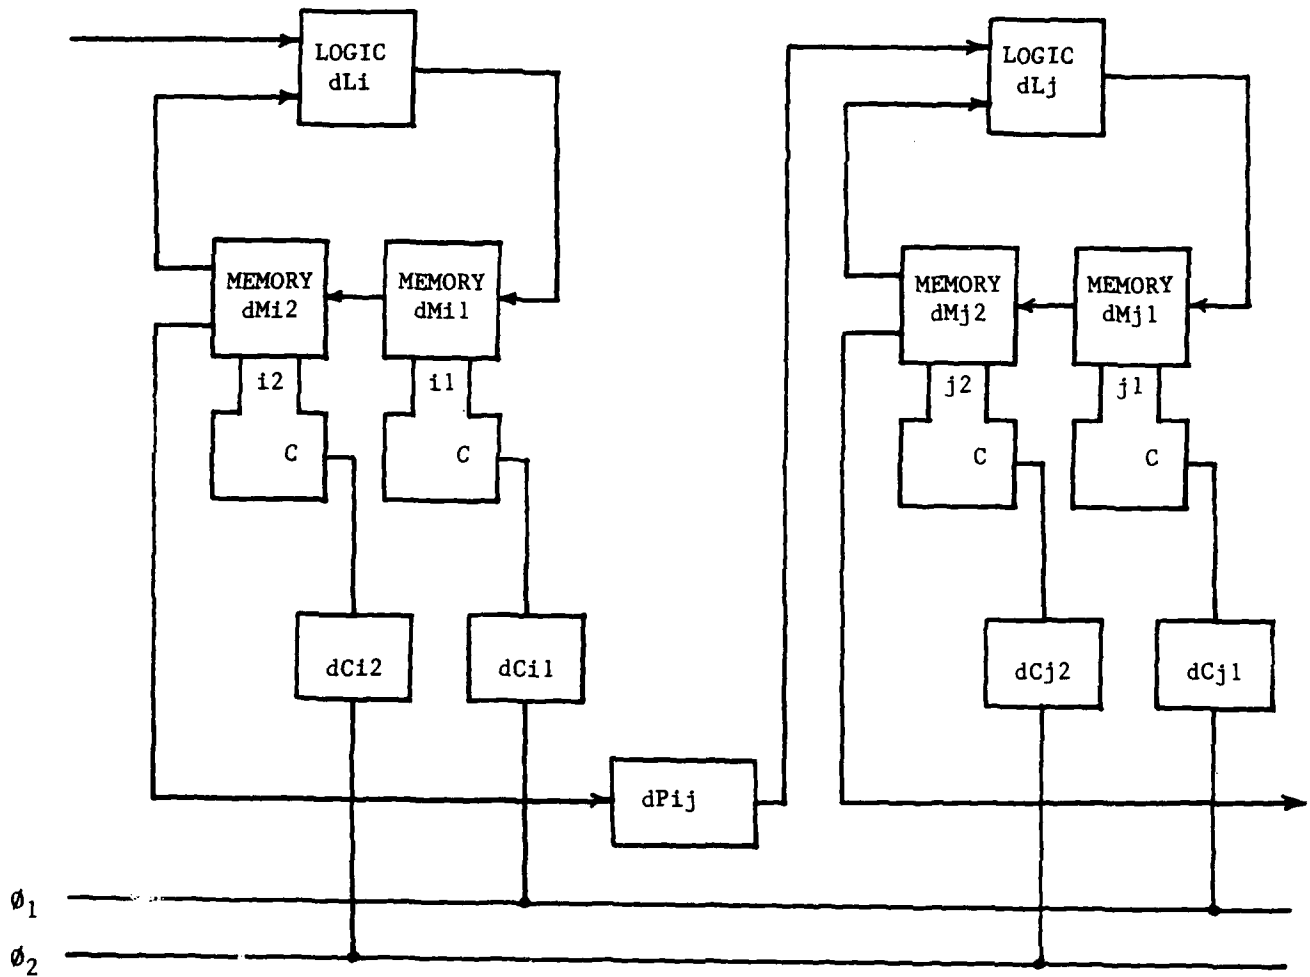 LOGIC
dLi
LOGIC
dLj
MEMORY
dMi2
MEMORY
dMi1
MEMORY
dMj2
MEMORY
dMj1
i2
i1
j2
j1
C
C
C
C
dCi2
dCi1
dCj2
dCj1
dPij
Ø1
Ø2